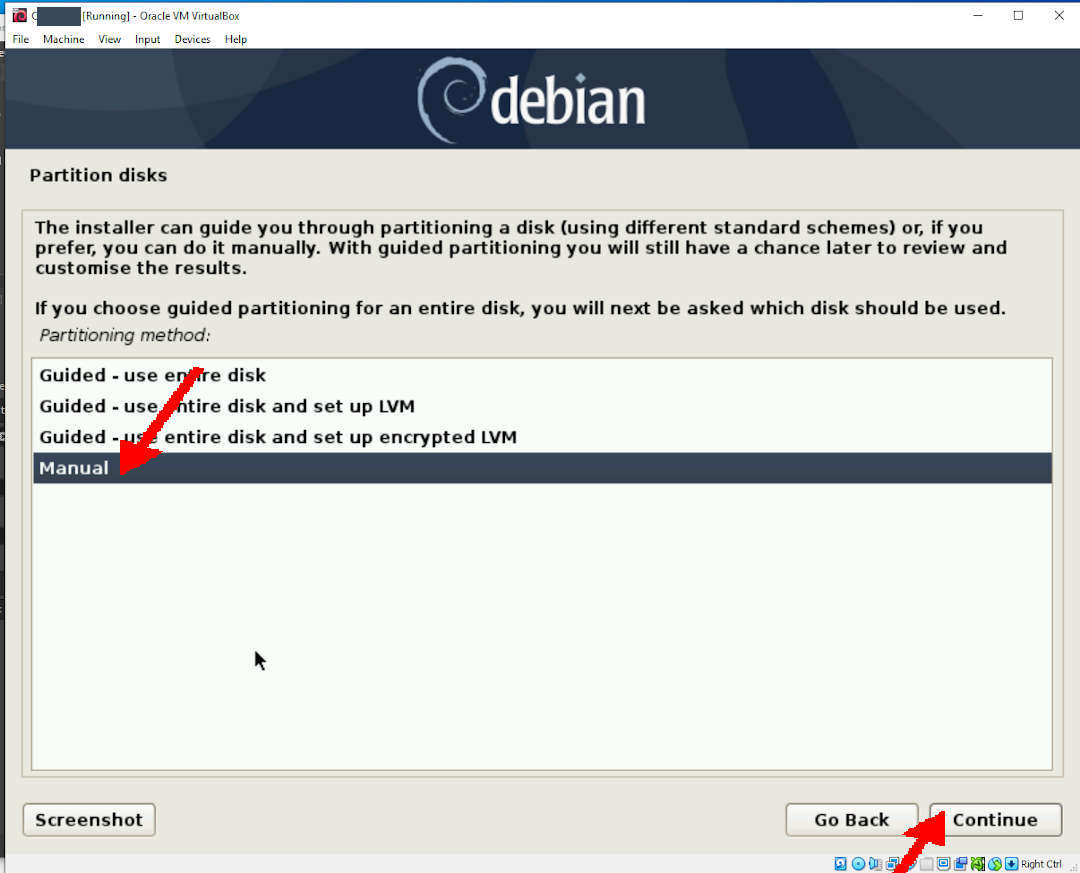 [Running] - Oracle VM VirtualBox
File Machine View Input Devices Help
debian
Partition disks
The installer can guide you through partitioning a disk (using different standard schemes) or, if you
prefer, you can do it manually. With guided partitioning you will still have a chance later to review and
customise the results.
If you choose guided partitioning for an entire disk, you will next be asked which disk should be used.
Partitioning method:
Guided - use entire disk
Guided - use entire disk and set up LVM
Guided - use entire disk and set up encrypted LVM
Manual
Screenshot Go Back Continue
Right Ctrl